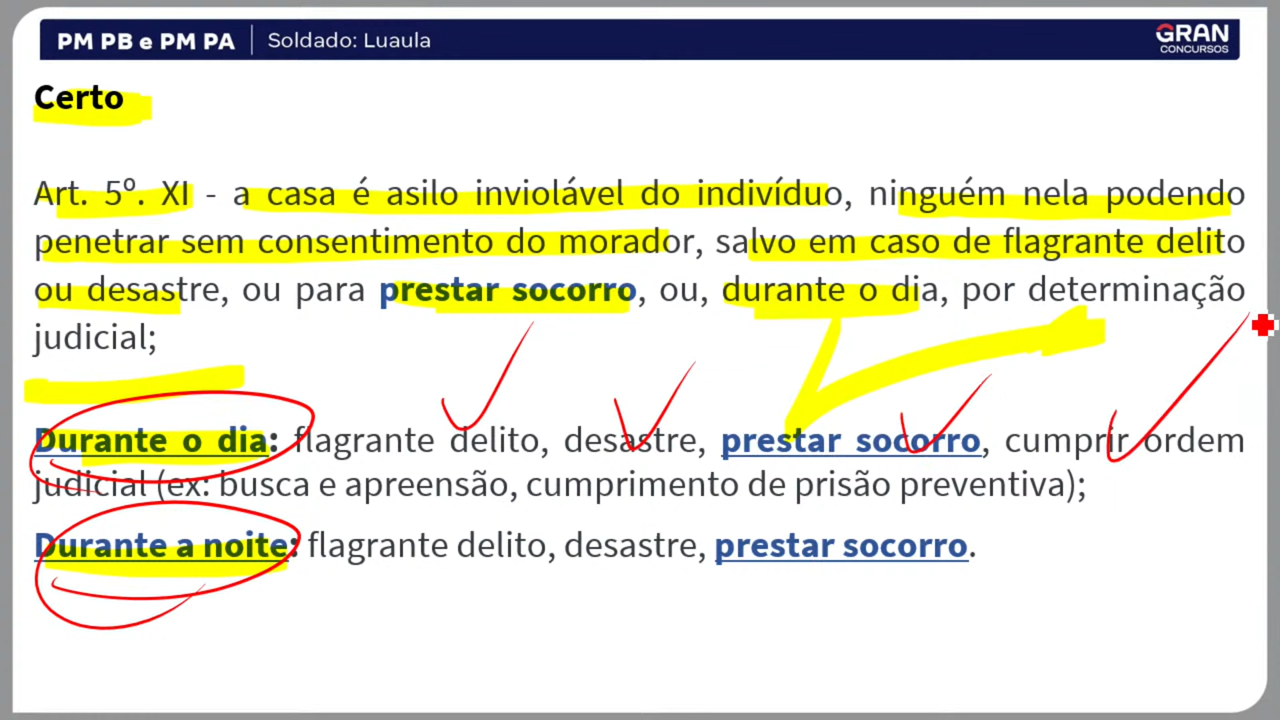 PM PB e PM PA | Soldado: Luaula
GRAN
CONCURSOS
Certo
Art. 5º. XI - a casa é asilo inviolável do indivíduo, ninguém nela podendo
penetrar sem consentimento do morador, salvo em caso de flagrante delito
ou desastre, ou para prestar socorro, ou, durante o dia, por determinação
judicial;
Durante o dia: flagrante delito, desastre, prestar socorro, cumprir ordem
judicial (ex: busca e apreensão, cumprimento de prisão preventiva);
Durante a noite: flagrante delito, desastre, prestar socorro.